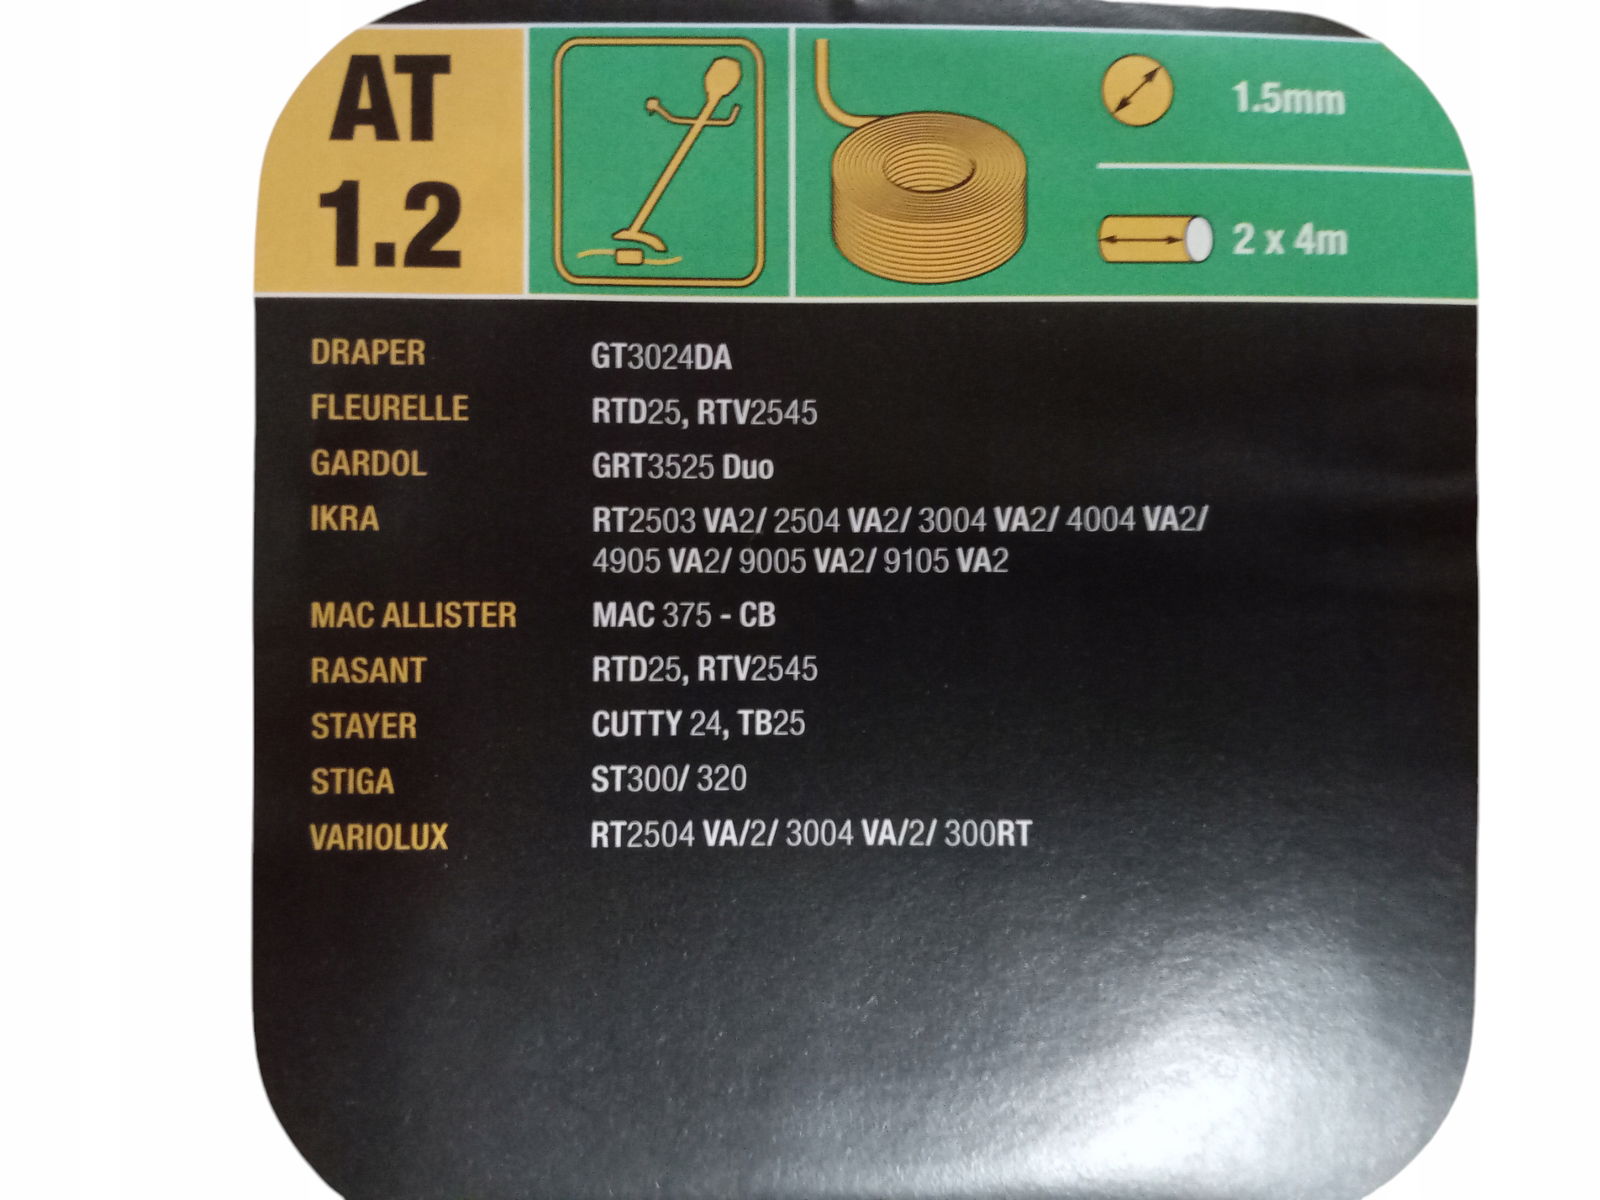 AT
1.2
1.5mm
2 x 4m
DRAPER GT3024DA
FLEURELLE RTD25, RTV2545
GARDOL GRT3525 Duo
IKRA RT2503 VA2/ 2504 VA2/ 3004 VA2/ 4004 VA2/
4905 VA2/ 9005 VA2/ 9105 VA2
MAC ALLISTER MAC 375 - CB
RASANT RTD25, RTV2545
STAYER CUTTY 24, TB25
STIGA ST300/ 320
VARIOLUX RT2504 VA/2/ 3004 VA/2/ 300RT